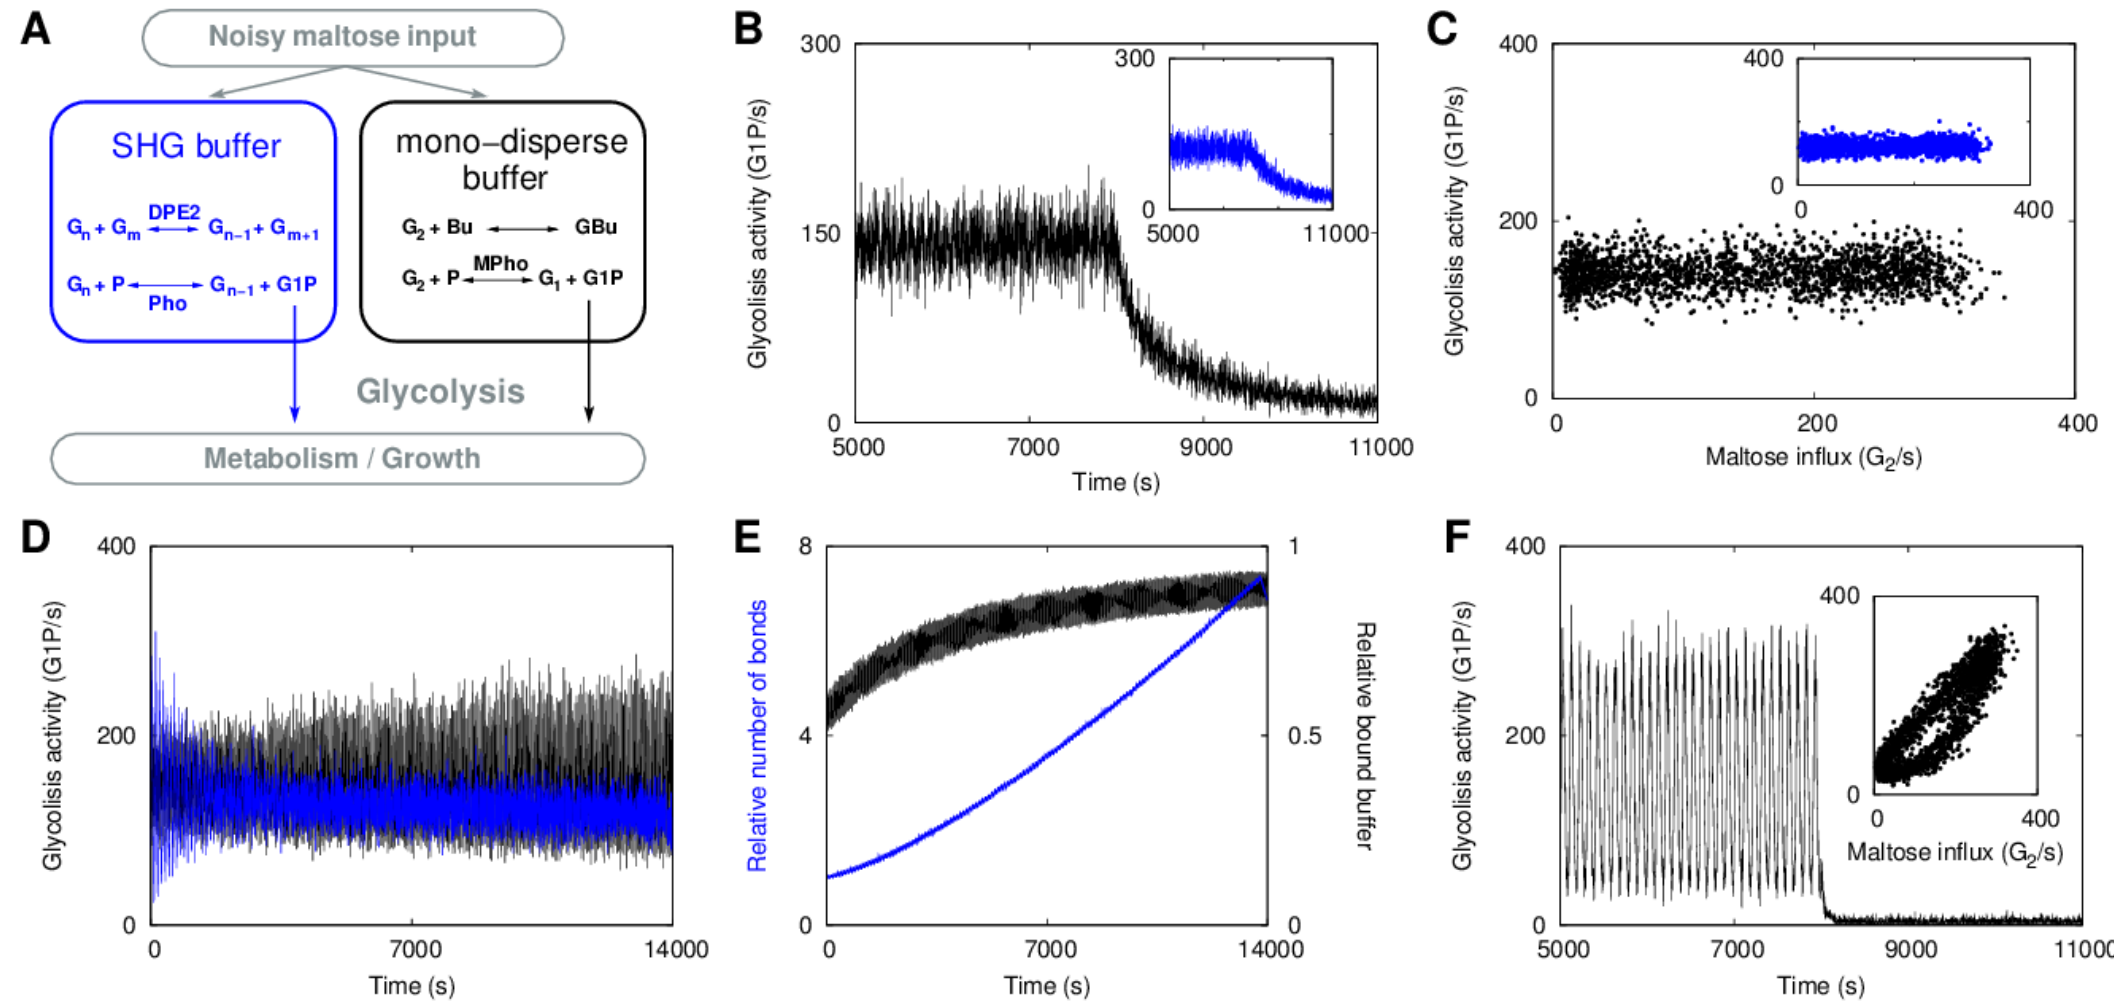 A
Noisy maltose input
SHG buffer
DPE2
Gn + Gm Gn−1 + Gm+1
Gn + P Gn−1 + G1P
Pho
mono−disperse
buffer
G2 + Bu GBu
MPho
G2 + P G1 + G1P
Glycolysis
Metabolism / Growth
B
Glycolisis activity (G1P/s)
300
150
0
5000 7000 9000 11000
Time (s)
300
0
5000 11000
C
Glycolisis activity (G1P/s)
400
200
0
0 200 400
Maltose influx (G2/s)
400
0
0 400
D
Glycolisis activity (G1P/s)
400
200
0
0 7000 14000
Time (s)
E
Relative number of bonds
8
4
0
1
0.5
0
Relative bound buffer
0 7000 14000
Time (s)
F
Glycolisis activity (G1P/s)
400
200
0
5000 7000 9000 11000
Time (s)
400
0
0 400
Maltose influx (G2/s)